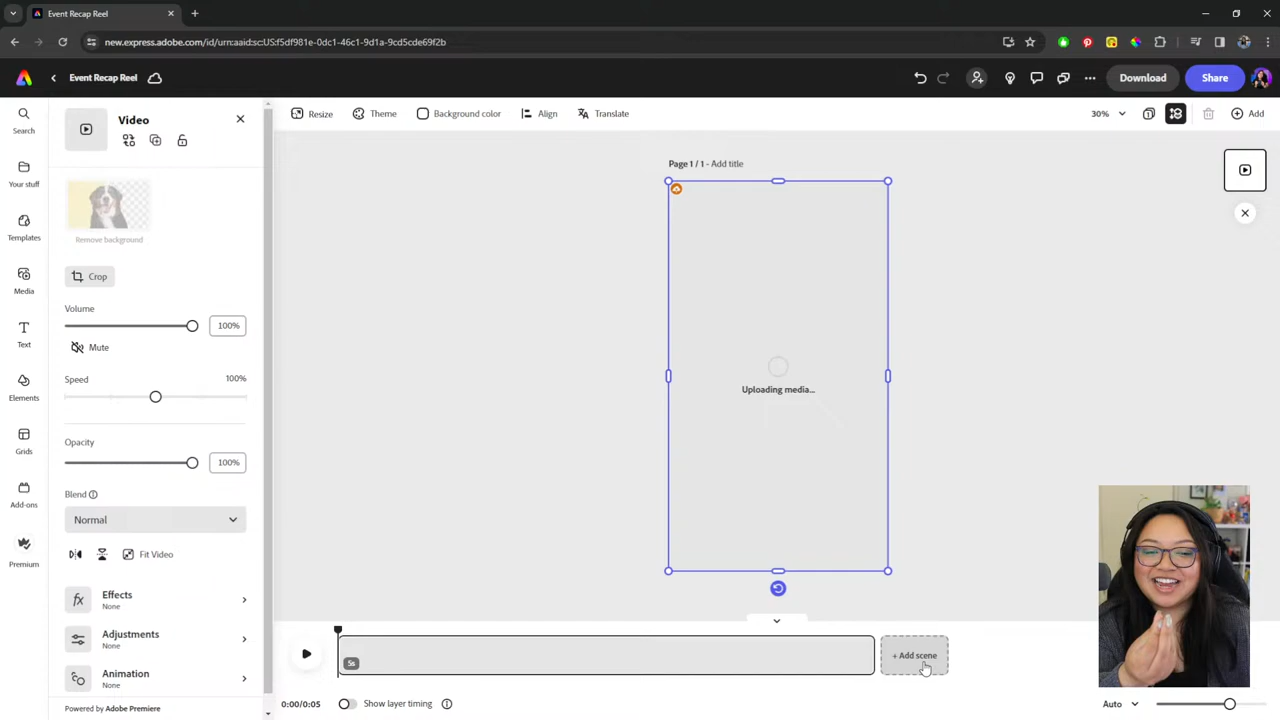 Event Recap Reel
new.express.adobe.com/id/urn:aaid:sc:US:f5df981e-0dc1-46c1-9d1a-9cd5cde69f2b
Event Recap Reel
Download
Share
Search
Your stuff
Templates
Media
Text
Elements
Grids
Add-ons
Premium
Video
Remove background
Crop
Volume
100%
Mute
Speed
100%
Opacity
100%
Blend
Normal
Fit Video
Effects
None
Adjustments
None
Animation
None
Powered by Adobe Premiere
Resize
Theme
Background color
Align
Translate
30%
Add
Page 1 / 1 - Add title
Uploading media...
5s
+ Add scene
0:00/0:05
Show layer timing
Auto